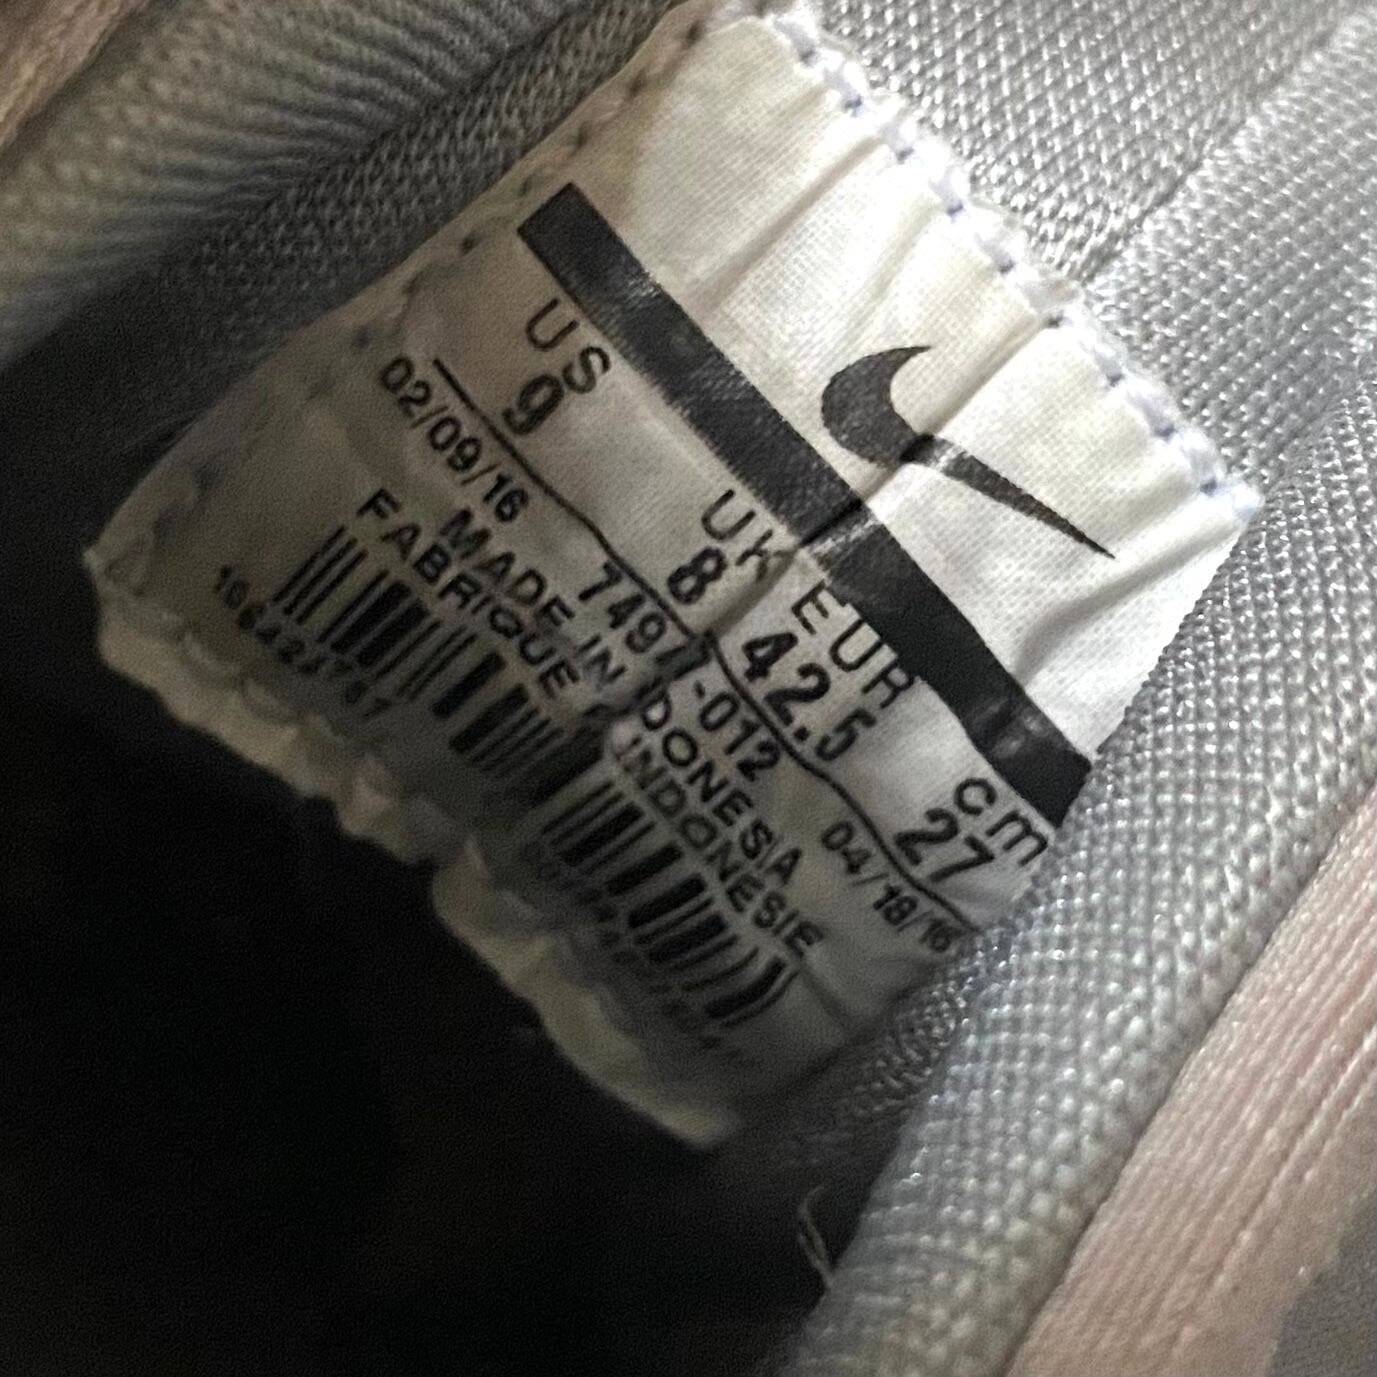 US UK EUR cm
9 8 42.5 27
02/09/16 04/18/16
-012
MADE IN INDONESIA
FABRIQUE INDONESIE